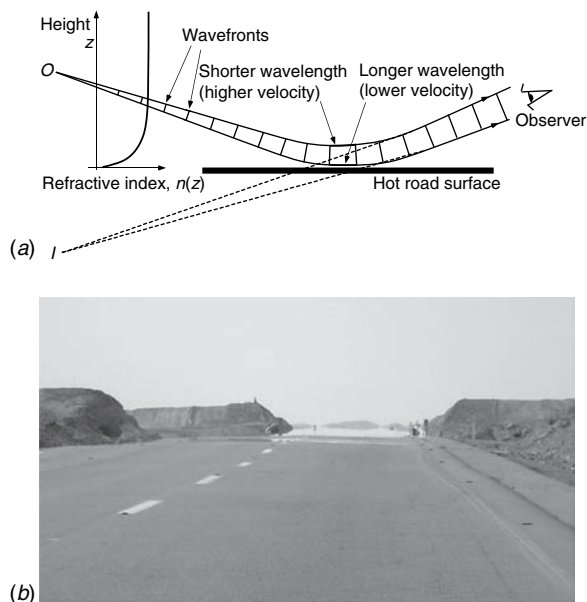 Height
z
Wavefronts
O
Shorter wavelength
(higher velocity)
Longer wavelength
(lower velocity)
Observer
Refractive index, n(z)
Hot road surface
(a)
I
(b)